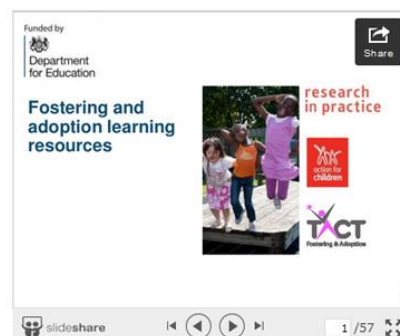 Funded by
Department
for Education
Share
Fostering and
adoption learning
resources
research
in practice
action for
children
TACT
Fostering & Adoption
slideshare
1 /57